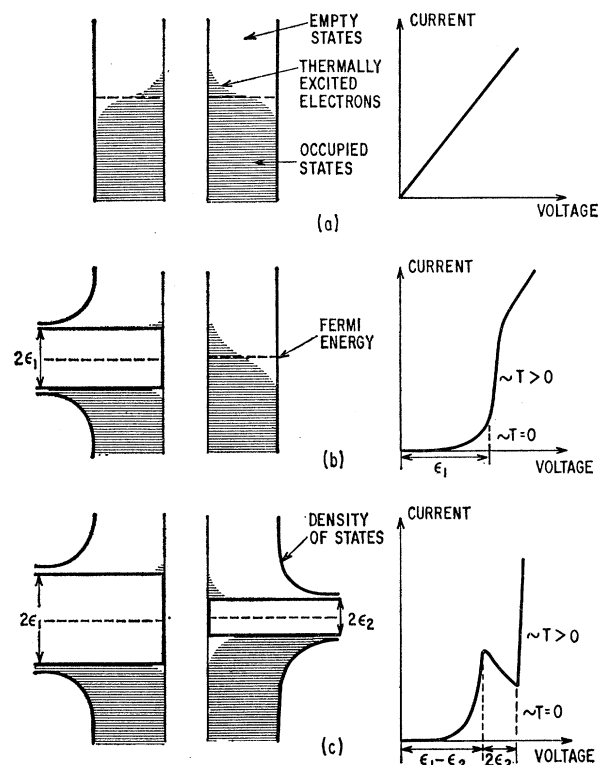 EMPTY
STATES
THERMALLY
EXCITED
ELECTRONS
OCCUPIED
STATES
CURRENT
VOLTAGE
(a)
2ϵ₁
FERMI
ENERGY
CURRENT
~T>0
~T=0
ϵ₁
VOLTAGE
(b)
2ϵ₁
DENSITY
OF STATES
2ϵ₂
CURRENT
~T>0
~T=0
ϵ₁-ϵ₂
2ϵ₂
VOLTAGE
(c)